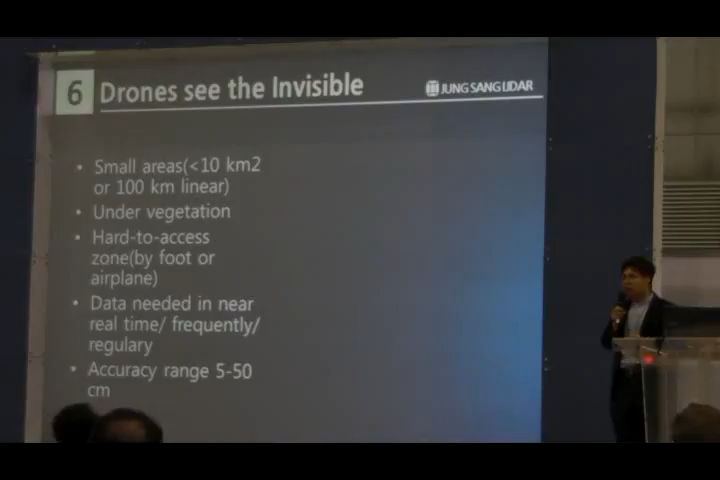 6 Drones see the Invisible
JUNG SANG LIDAR
• Small areas(<10 km2
or 100 km linear)
• Under vegetation
• Hard-to-access
zone(by foot or
airplane)
• Data needed in near
real time/ frequently/
regulary
• Accuracy range 5-50
cm